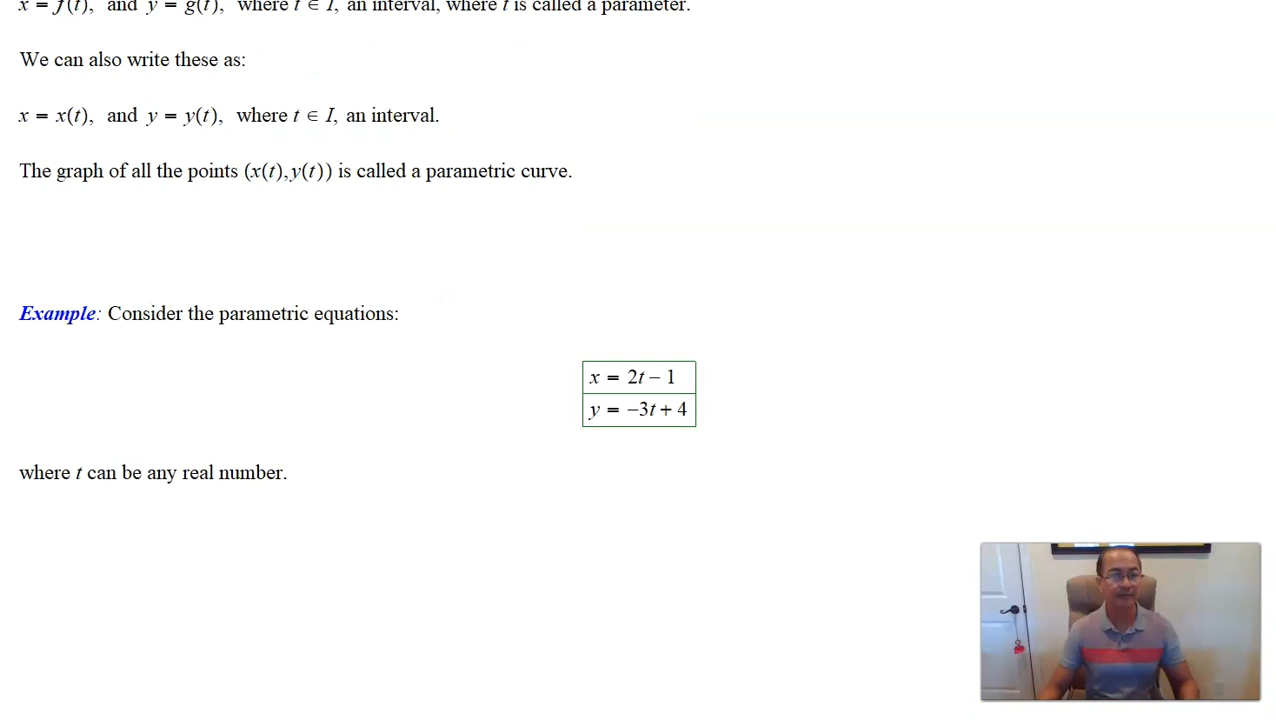 x = f(t), and y = g(t), where t ∈ I, an interval, where t is called a parameter.
We can also write these as:
x = x(t), and y = y(t), where t ∈ I, an interval.
The graph of all the points (x(t),y(t)) is called a parametric curve.
Example: Consider the parametric equations:
x = 2t − 1
y = −3t + 4
where t can be any real number.